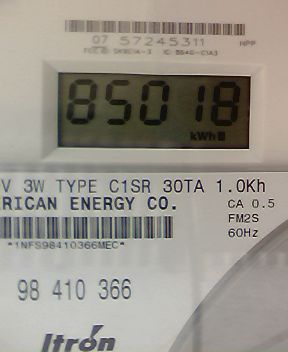 07 57245311 MPP
85018
kWh
V 3W TYPE C1SR 30TA 1.0Kh
RICAN ENERGY CO. CA 0.5
FM2S
*1NFS98410366MEC* 60Hz
98 410 366
Itron